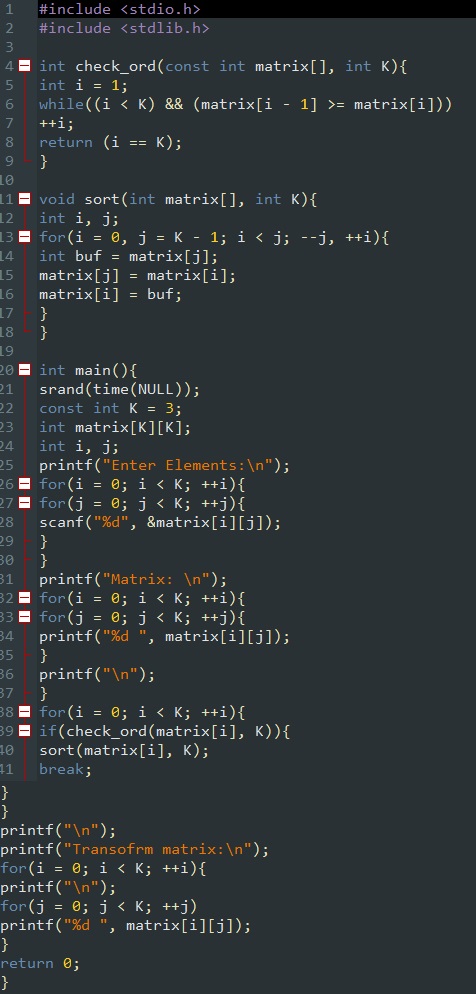 1 #include <stdio.h>
2 #include <stdlib.h>
3
4 int check_ord(const int matrix[], int K){
5 int i = 1;
6 while((i < K) && (matrix[i - 1] >= matrix[i]))
7 ++i;
8 return (i == K);
9 }
10
11 void sort(int matrix[], int K){
12 int i, j;
13 for(i = 0, j = K - 1; i < j; --j, ++i){
14 int buf = matrix[j];
15 matrix[j] = matrix[i];
16 matrix[i] = buf;
17 }
18 }
19
20 int main(){
21 srand(time(NULL));
22 const int K = 3;
23 int matrix[K][K];
24 int i, j;
25 printf("Enter Elements:\n");
26 for(i = 0; i < K; ++i){
27 for(j = 0; j < K; ++j){
28 scanf("%d", &matrix[i][j]);
29 }
30 }
31 printf("Matrix: \n");
32 for(i = 0; i < K; ++i){
33 for(j = 0; j < K; ++j){
34 printf("%d ", matrix[i][j]);
35 }
36 printf("\n");
37 }
38 for(i = 0; i < K; ++i){
39 if(check_ord(matrix[i], K)){
40 sort(matrix[i], K);
41 break;
}
}
printf("\n");
printf("Transofrm matrix:\n");
for(i = 0; i < K; ++i){
printf("\n");
for(j = 0; j < K; ++j)
printf("%d ", matrix[i][j]);
}
return 0;
}